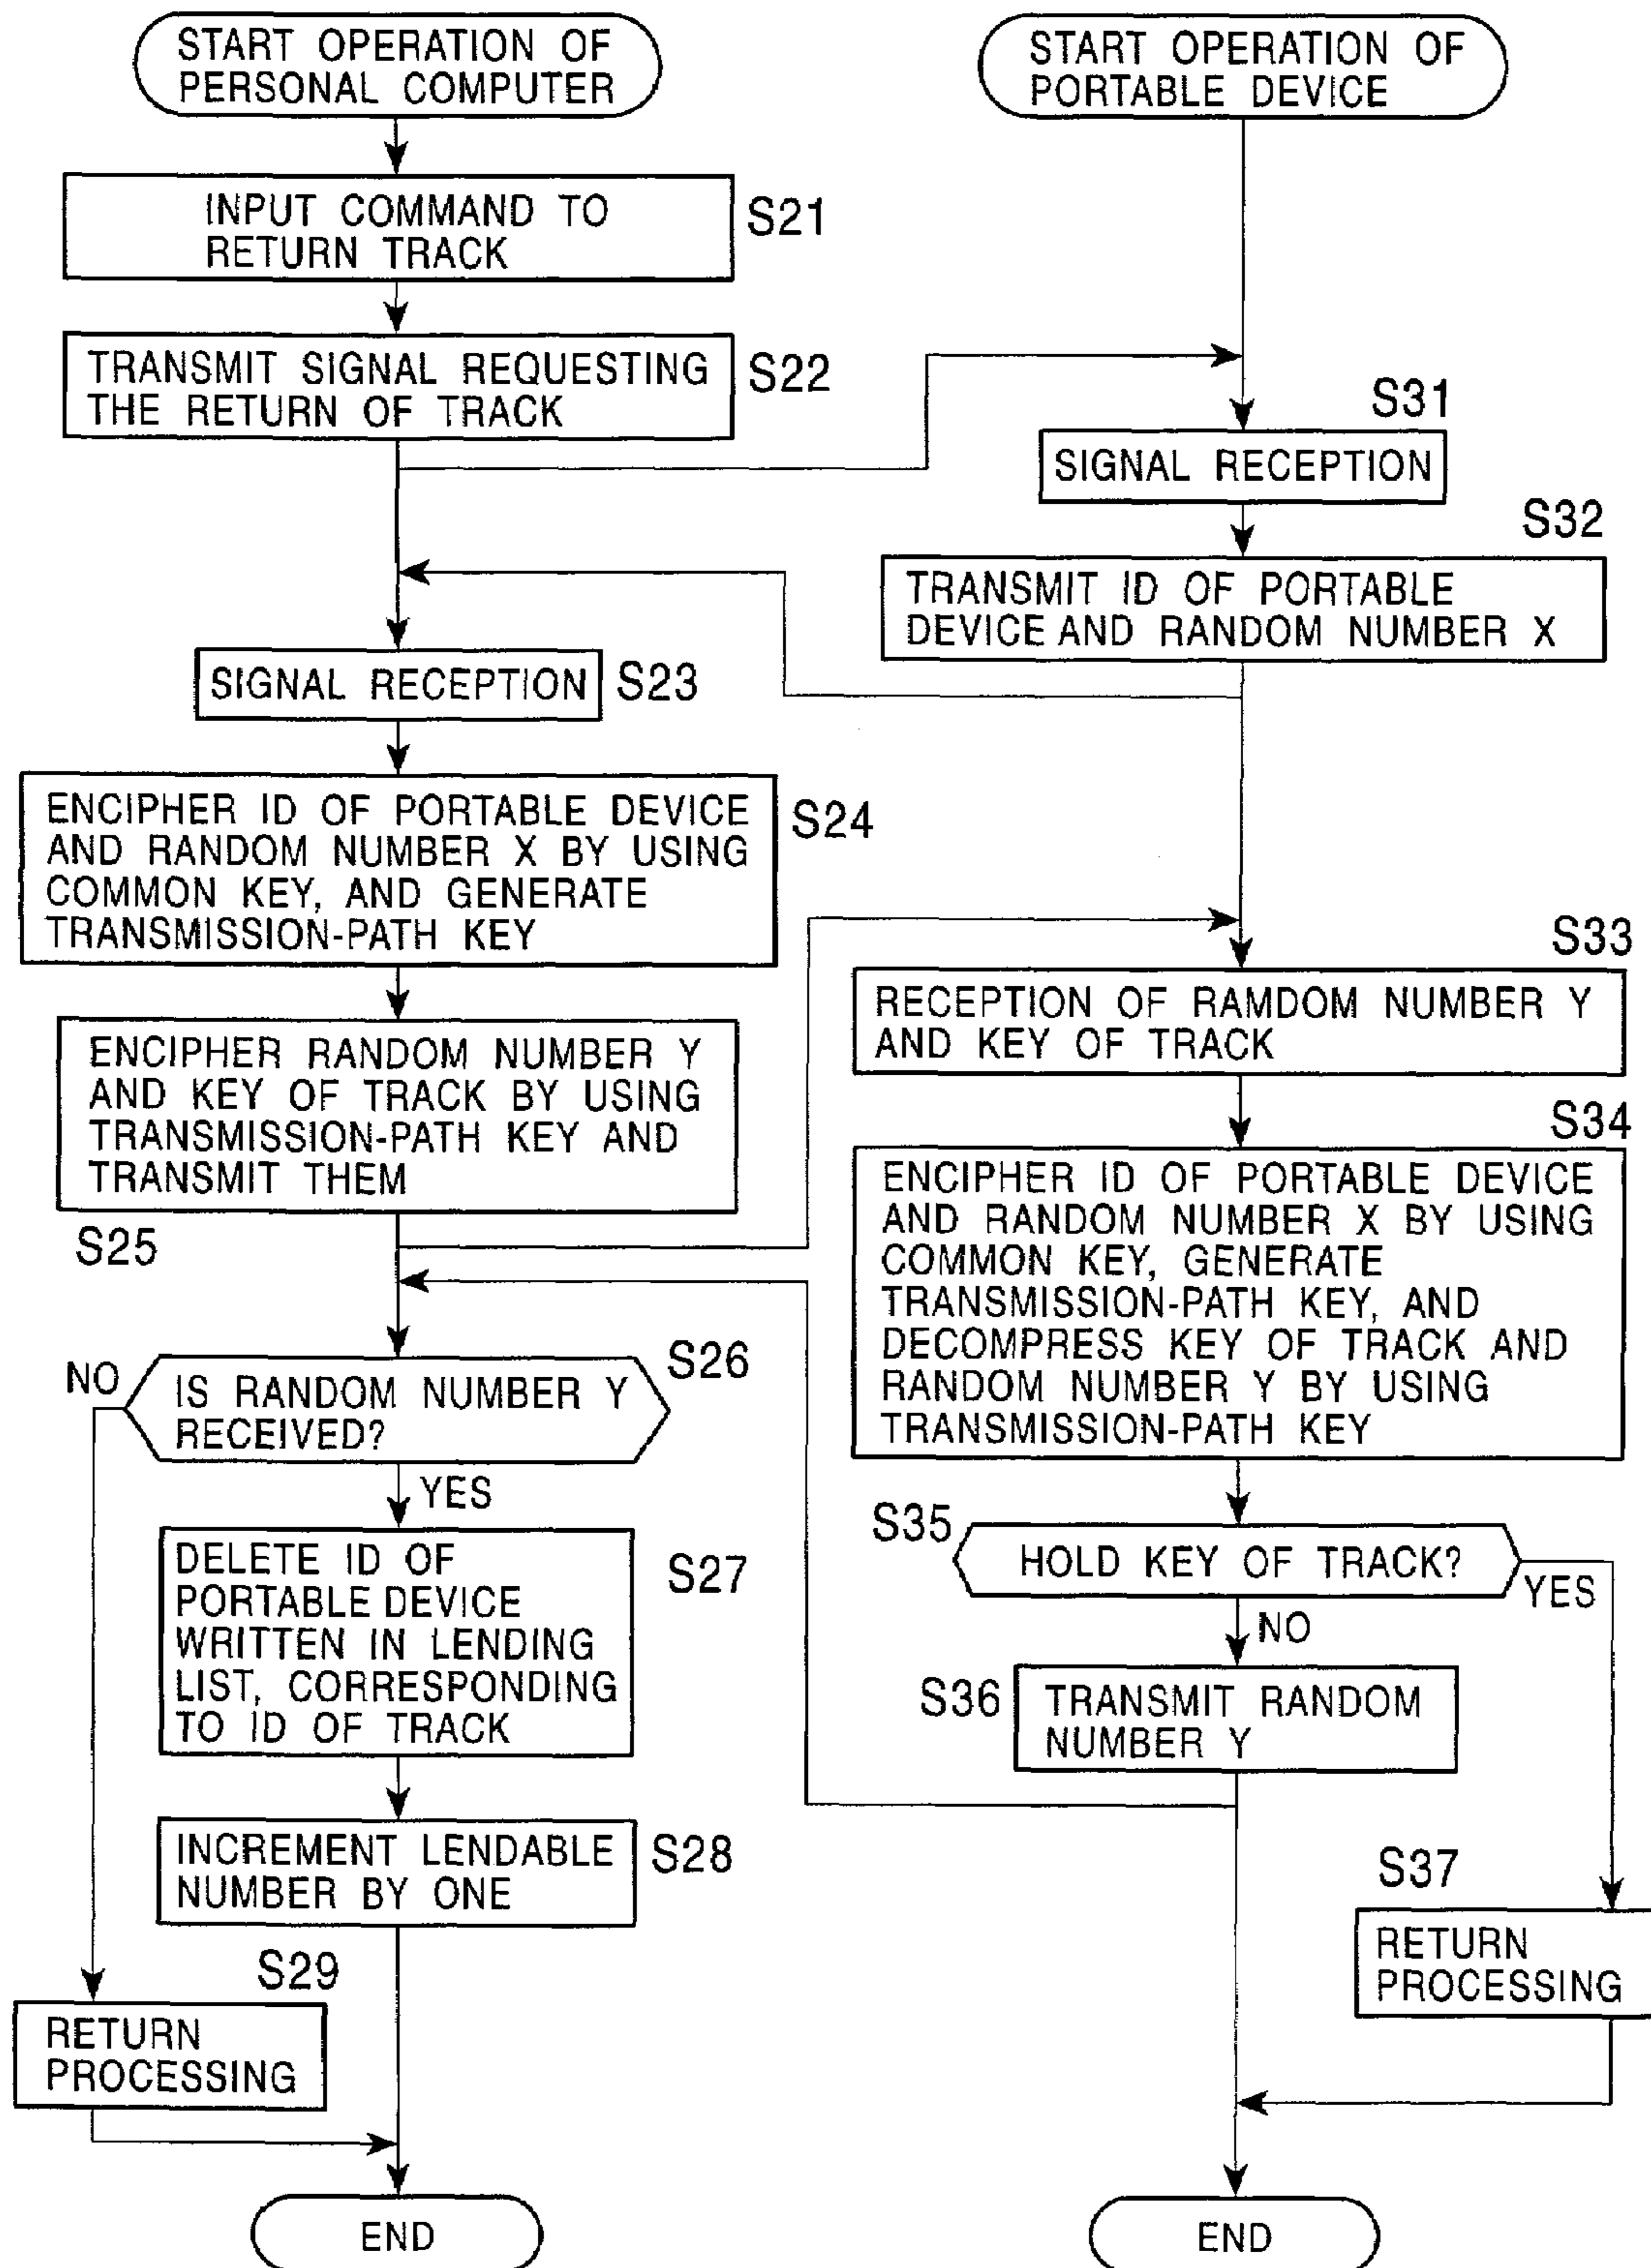 START OPERATION OF
PERSONAL COMPUTER
INPUT COMMAND TO
RETURN TRACK
S21
TRANSMIT SIGNAL REQUESTING
THE RETURN OF TRACK
S22
SIGNAL RECEPTION
S23
ENCIPHER ID OF PORTABLE DEVICE
AND RANDOM NUMBER X BY USING
COMMON KEY, AND GENERATE
TRANSMISSION-PATH KEY
S24
ENCIPHER RANDOM NUMBER Y
AND KEY OF TRACK BY USING
TRANSMISSION-PATH KEY AND
TRANSMIT THEM
S25
IS RANDOM NUMBER Y
RECEIVED?
S26
NO
YES
DELETE ID OF
PORTABLE DEVICE
WRITTEN IN LENDING
LIST, CORRESPONDING
TO ID OF TRACK
S27
INCREMENT LENDABLE
NUMBER BY ONE
S28
S29
RETURN
PROCESSING
END
START OPERATION OF
PORTABLE DEVICE
S31
SIGNAL RECEPTION
S32
TRANSMIT ID OF PORTABLE
DEVICE AND RANDOM NUMBER X
S33
RECEPTION OF RAMDOM NUMBER Y
AND KEY OF TRACK
S34
ENCIPHER ID OF PORTABLE DEVICE
AND RANDOM NUMBER X BY USING
COMMON KEY, GENERATE
TRANSMISSION-PATH KEY, AND
DECOMPRESS KEY OF TRACK AND
RANDOM NUMBER Y BY USING
TRANSMISSION-PATH KEY
S35
HOLD KEY OF TRACK?
YES
NO
S36
TRANSMIT RANDOM
NUMBER Y
S37
RETURN
PROCESSING
END